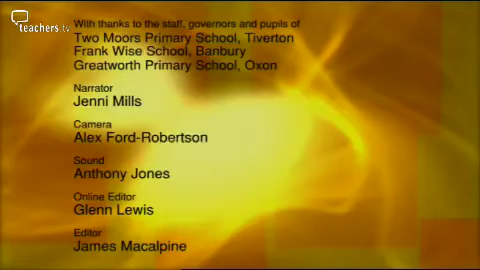 teachers.tv
With thanks to the staff, governors and pupils of
Two Moors Primary School, Tiverton
Frank Wise School, Banbury
Greatworth Primary School, Oxon
Narrator
Jenni Mills
Camera
Alex Ford-Robertson
Sound
Anthony Jones
Online Editor
Glenn Lewis
Editor
James Macalpine